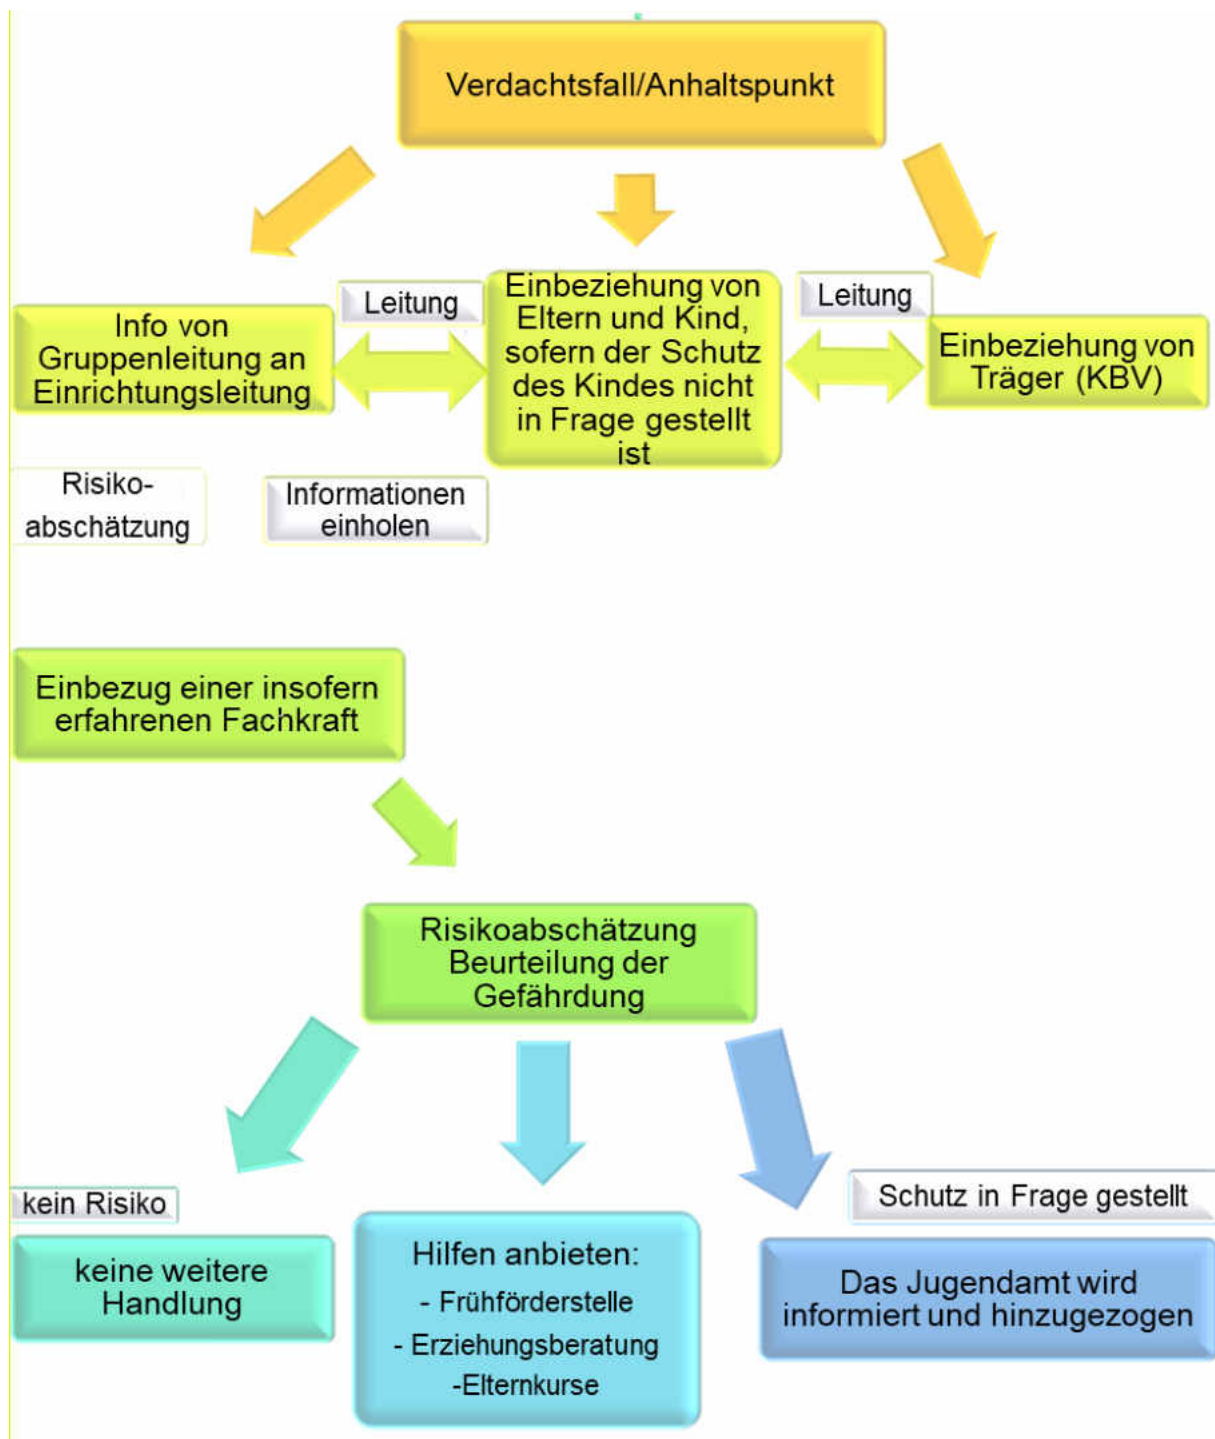 Verdachtsfall/Anhaltspunkt
Leitung
Leitung
Info von
Gruppenleitung an
Einrichtungsleitung
Einbeziehung von
Eltern und Kind,
sofern der Schutz
des Kindes nicht
in Frage gestellt
ist
Einbeziehung von
Träger (KBV)
Risiko-
abschätzung
Informationen
einholen
Einbezug einer insofern
erfahrenen Fachkraft
Risikoabschätzung
Beurteilung der
Gefährdung
kein Risiko
keine weitere
Handlung
Hilfen anbieten:
- Frühförderstelle
- Erziehungsberatung
-Elternkurse
Schutz in Frage gestellt
Das Jugendamt wird
informiert und hinzugezogen